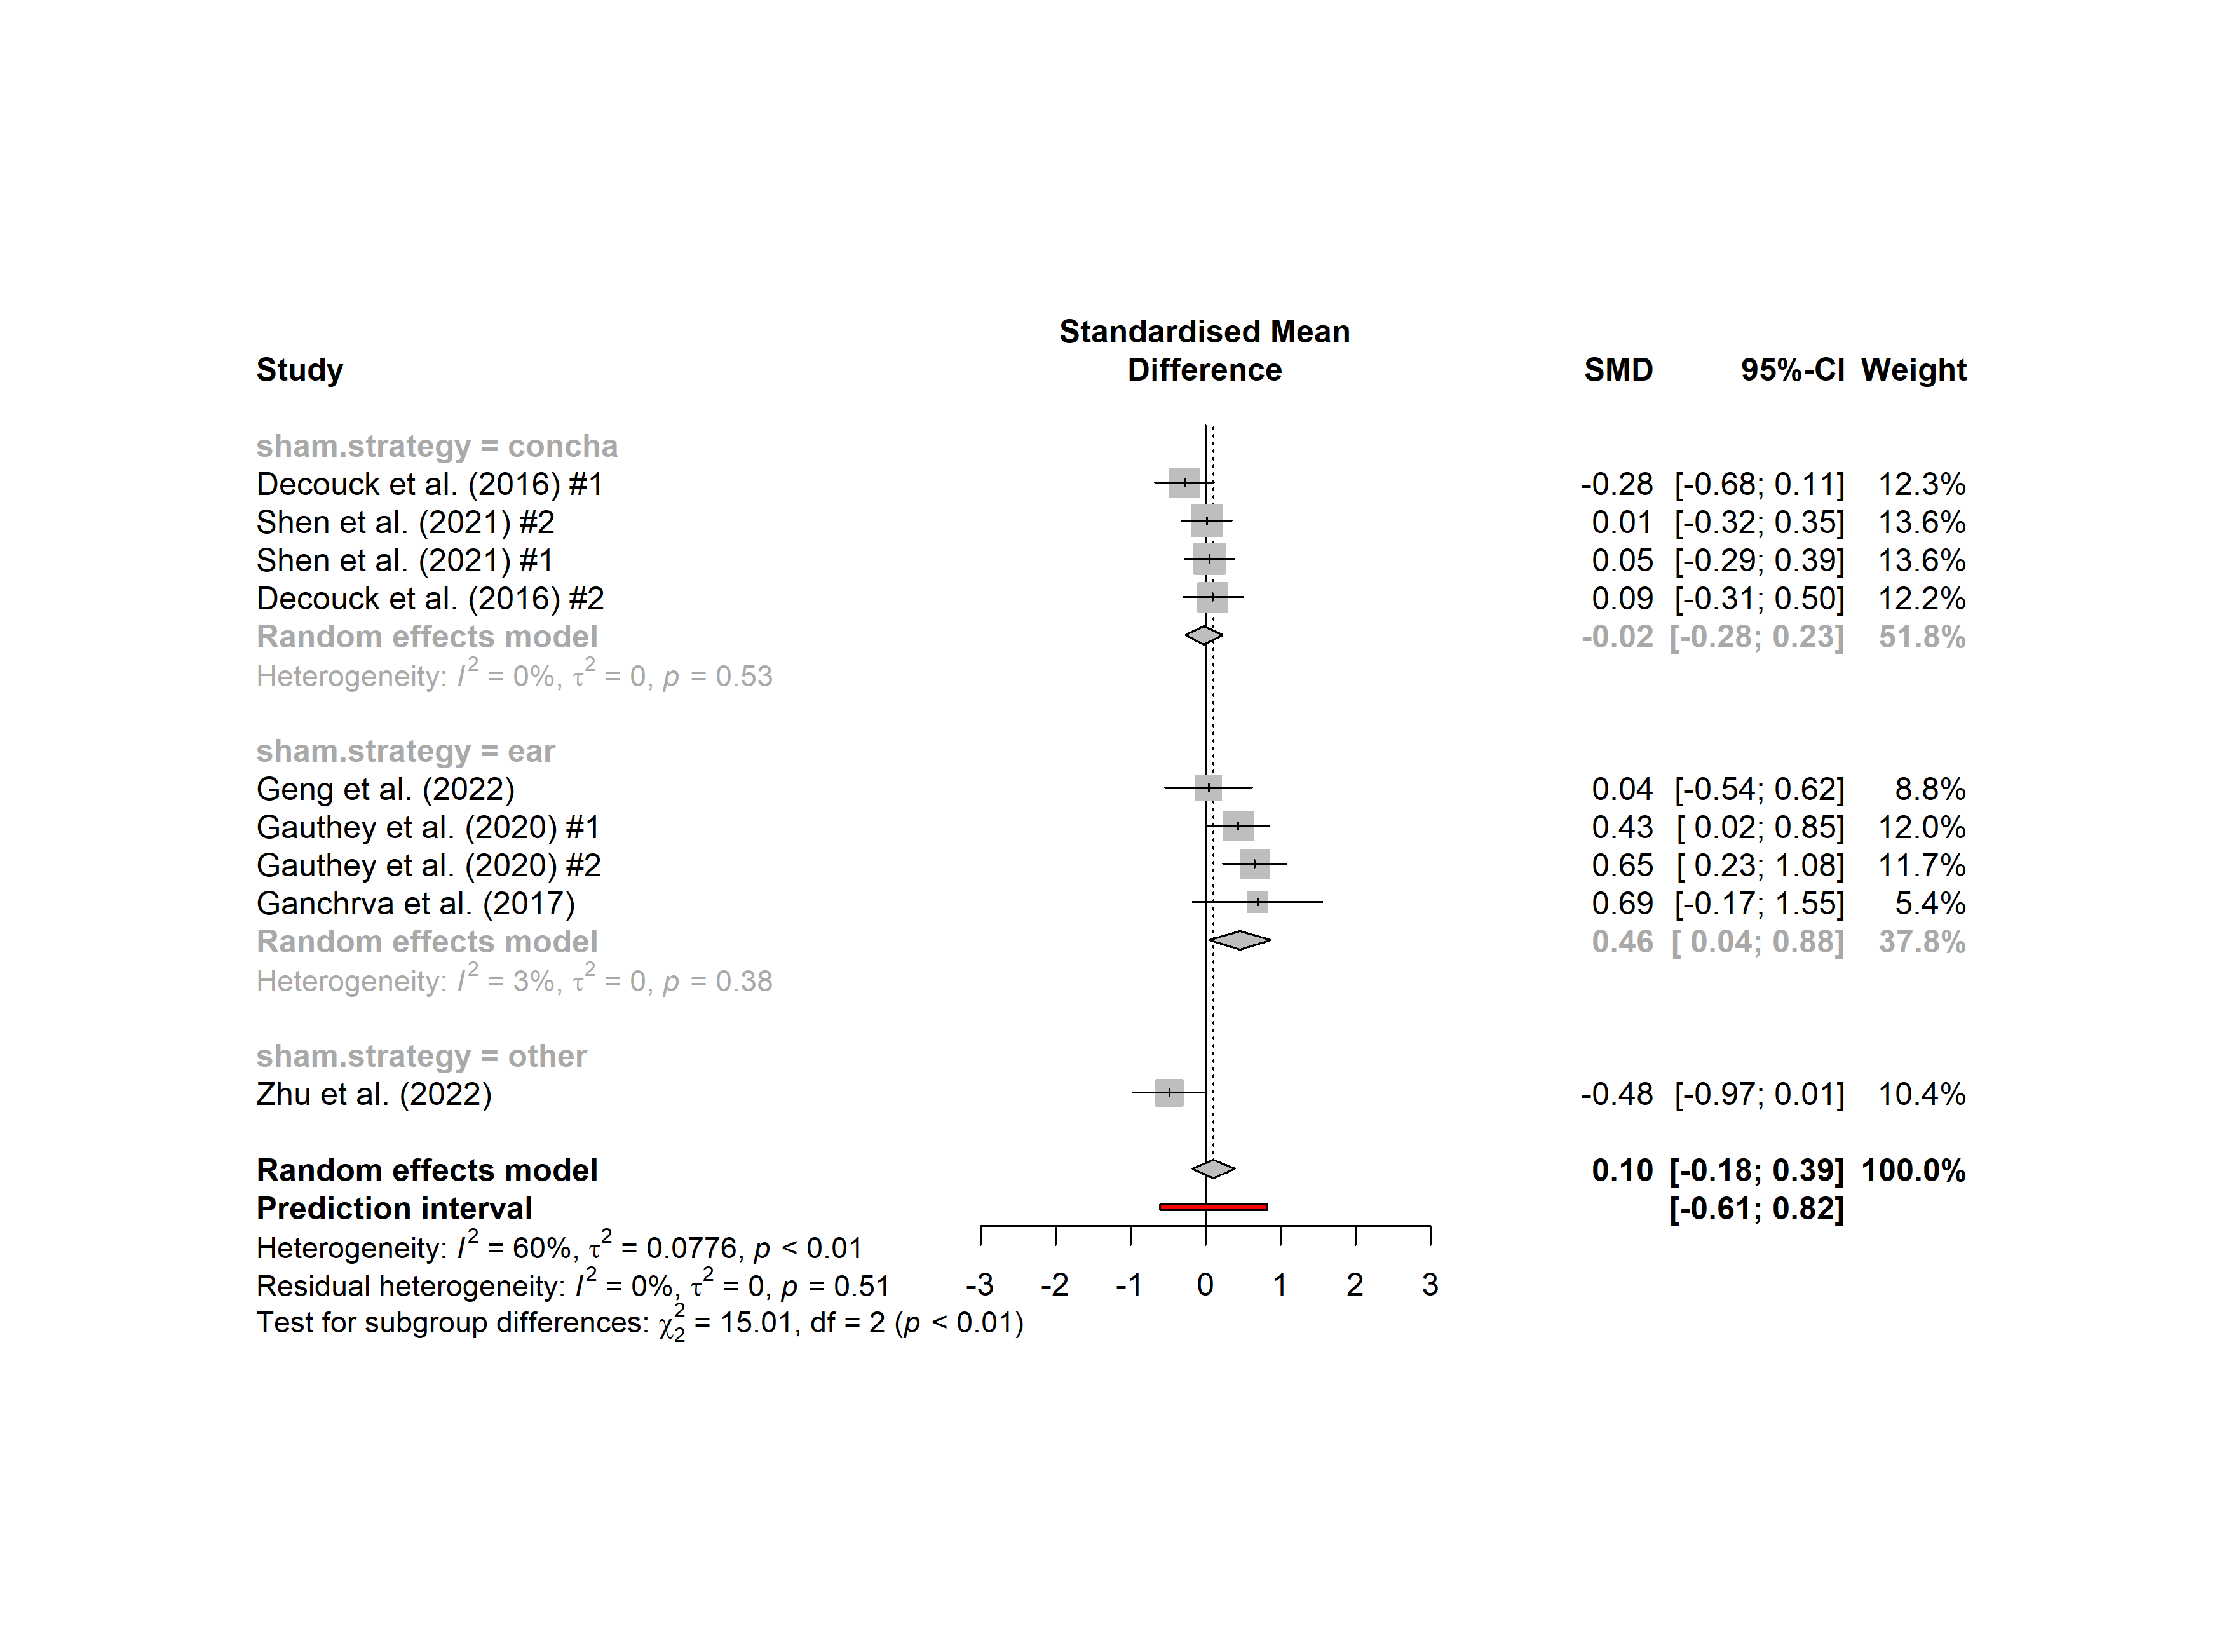 Standardised Mean
Study Difference SMD 95%-CI Weight
sham.strategy = concha
Decouck et al. (2016) #1 -0.28 [-0.68; 0.11] 12.3%
Shen et al. (2021) #2 0.01 [-0.32; 0.35] 13.6%
Shen et al. (2021) #1 0.05 [-0.29; 0.39] 13.6%
Decouck et al. (2016) #2 0.09 [-0.31; 0.50] 12.2%
Random effects model -0.02 [-0.28; 0.23] 51.8%
Heterogeneity: I² = 0%, τ² = 0, p = 0.53
sham.strategy = ear
Geng et al. (2022) 0.04 [-0.54; 0.62] 8.8%
Gauthey et al. (2020) #1 0.43 [ 0.02; 0.85] 12.0%
Gauthey et al. (2020) #2 0.65 [ 0.23; 1.08] 11.7%
Ganchrva et al. (2017) 0.69 [-0.17; 1.55] 5.4%
Random effects model 0.46 [ 0.04; 0.88] 37.8%
Heterogeneity: I² = 3%, τ² = 0, p = 0.38
sham.strategy = other
Zhu et al. (2022) -0.48 [-0.97; 0.01] 10.4%
Random effects model 0.10 [-0.18; 0.39] 100.0%
Prediction interval [-0.61; 0.82]
Heterogeneity: I² = 60%, τ² = 0.0776, p < 0.01
Residual heterogeneity: I² = 0%, τ² = 0, p = 0.51 -3 -2 -1 0 1 2 3
Test for subgroup differences: χ²₂ = 15.01, df = 2 (p < 0.01)